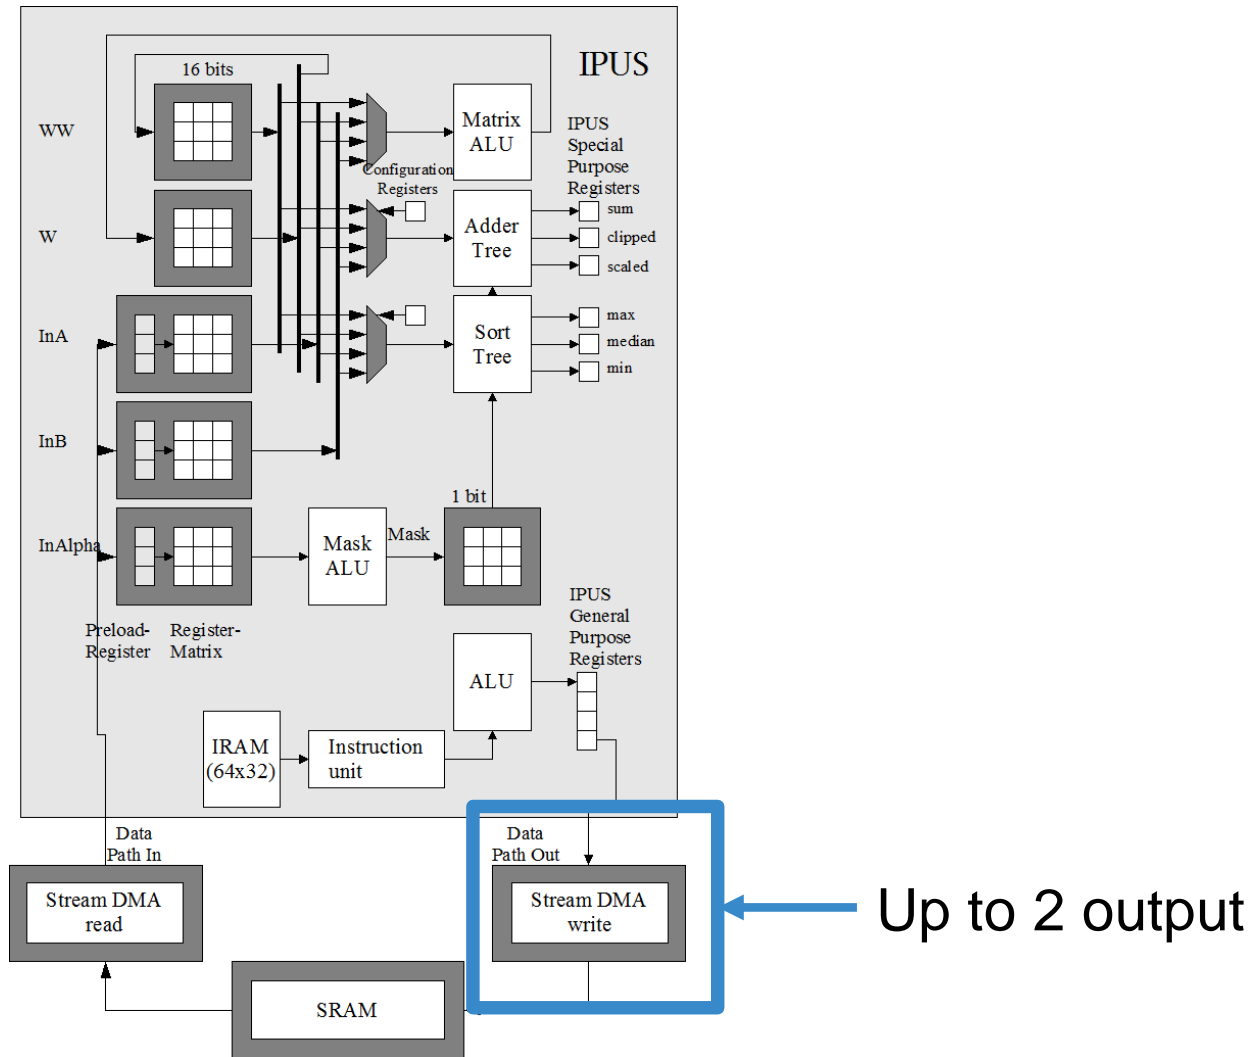 IPUS
16 bits
WW
Matrix
ALU
IPUS
Special
Purpose
Registers
Configuration
Registers
W
Adder
Tree
sum
clipped
scaled
InA
Sort
Tree
max
median
min
InB
1 bit
InAlpha
Mask
ALU
Mask
IPUS
General
Purpose
Registers
Preload-
Register
Register-
Matrix
ALU
IRAM
(64x32)
Instruction
unit
Data
Path In
Data
Path Out
Stream DMA
read
Stream DMA
write
Up to 2 output
SRAM